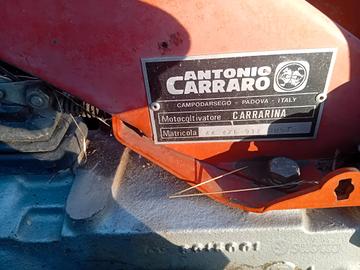 ANTONIO
CARRARO
CAMPODARSEGO - PADOVA - ITALY
Motocoltivatore CARRARINA
Matricola